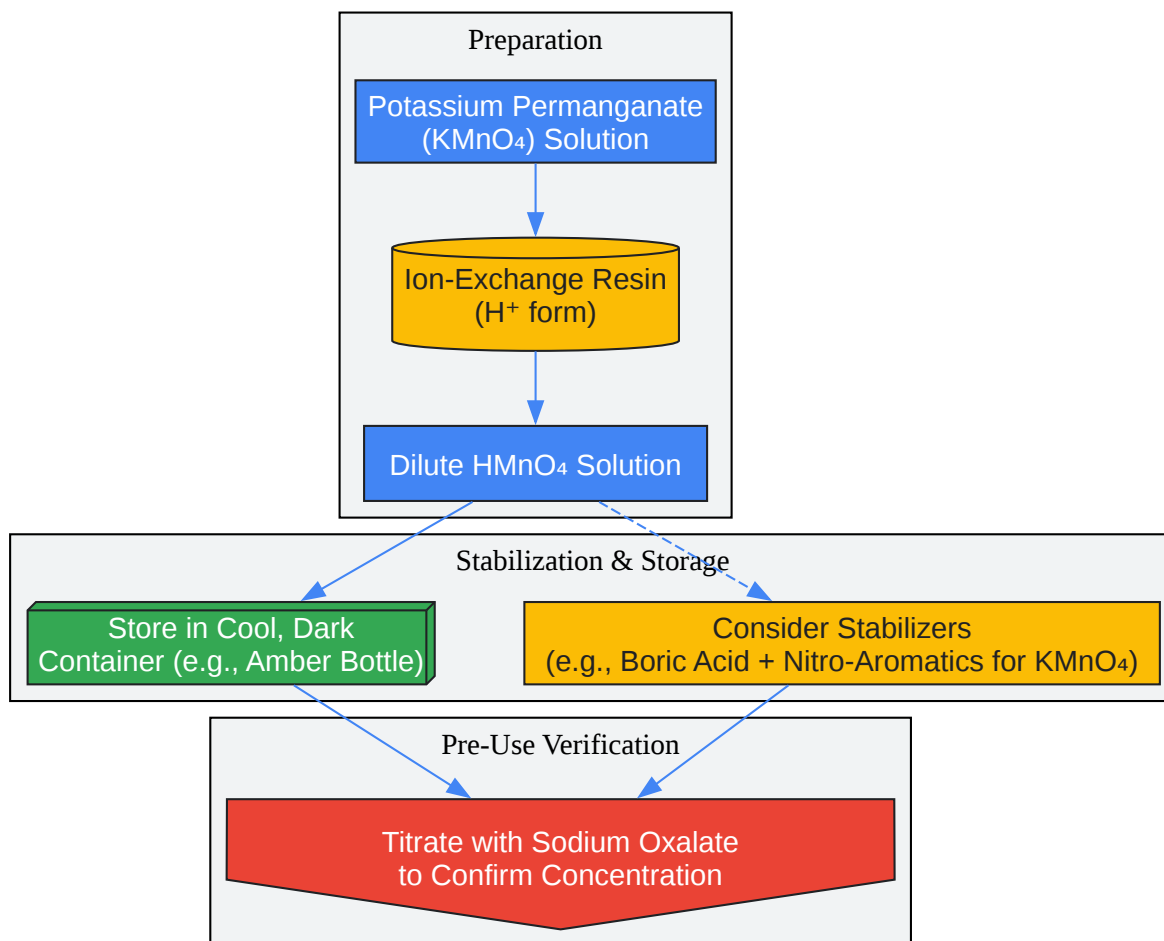 Preparation
Potassium Permanganate
(KMnO₄) Solution
Ion-Exchange Resin
(H⁺ form)
Dilute HMnO₄ Solution
Stabilization & Storage
Store in Cool, Dark
Container (e.g., Amber Bottle)
Consider Stabilizers
(e.g., Boric Acid + Nitro-Aromatics for KMnO₄)
Pre-Use Verification
Titrate with Sodium Oxalate
to Confirm Concentration